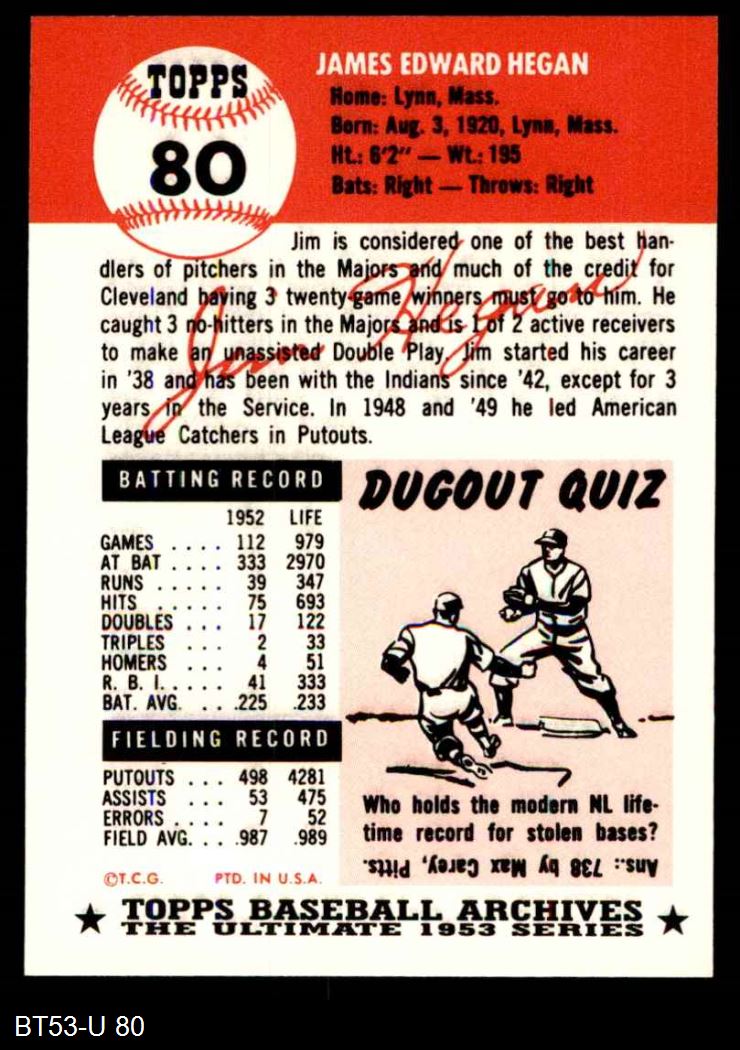 TOPPS
80
JAMES EDWARD HEGAN
Home: Lynn, Mass.
Born: Aug. 3, 1920, Lynn, Mass.
Ht.: 6'2" — Wt.: 195
Bats: Right — Throws: Right
Jim is considered one of the best han-
dlers of pitchers in the Majors and much of the credit for
Cleveland having 3 twenty-game winners must go to him. He
caught 3 no-hitters in the Majors and is 1 of 2 active receivers
to make an unassisted Double Play. Jim started his career
in '38 and has been with the Indians since '42, except for 3
years in the Service. In 1948 and '49 he led American
League Catchers in Putouts.
Jim Hegan
BATTING RECORD
1952 LIFE
GAMES .... 112 979
AT BAT .... 333 2970
RUNS ..... 39 347
HITS ..... 75 693
DOUBLES ... 17 122
TRIPLES ... 2 33
HOMERS ... 4 51
R. B. I. .... 41 333
BAT. AVG. ... .225 .233
FIELDING RECORD
PUTOUTS ... 498 4281
ASSISTS ... 53 475
ERRORS .... 7 52
FIELD AVG. ... .987 .989
©T.C.G. PTD. IN U.S.A.
DUGOUT QUIZ
Who holds the modern NL life-
time record for stolen bases?
Ans.: 738 by Max Carey, Pitts.
TOPPS BASEBALL ARCHIVES
THE ULTIMATE 1953 SERIES
BT53-U 80